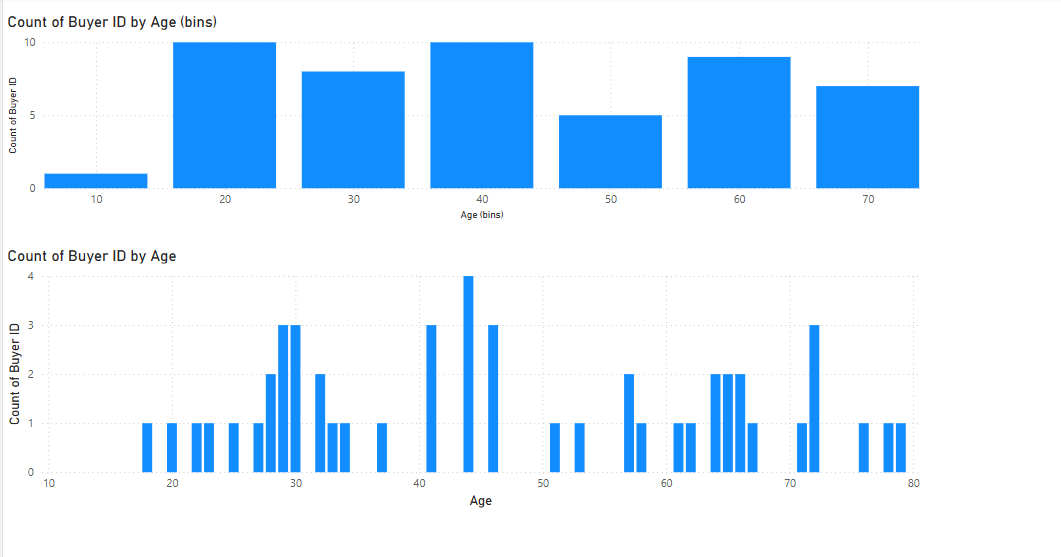 Count of Buyer ID by Age (bins)
10
5
0
Count of Buyer ID
10 20 30 40 50 60 70
Age (bins)
Count of Buyer ID by Age
4
3
2
1
0
Count of Buyer ID
10 20 30 40 50 60 70 80
Age